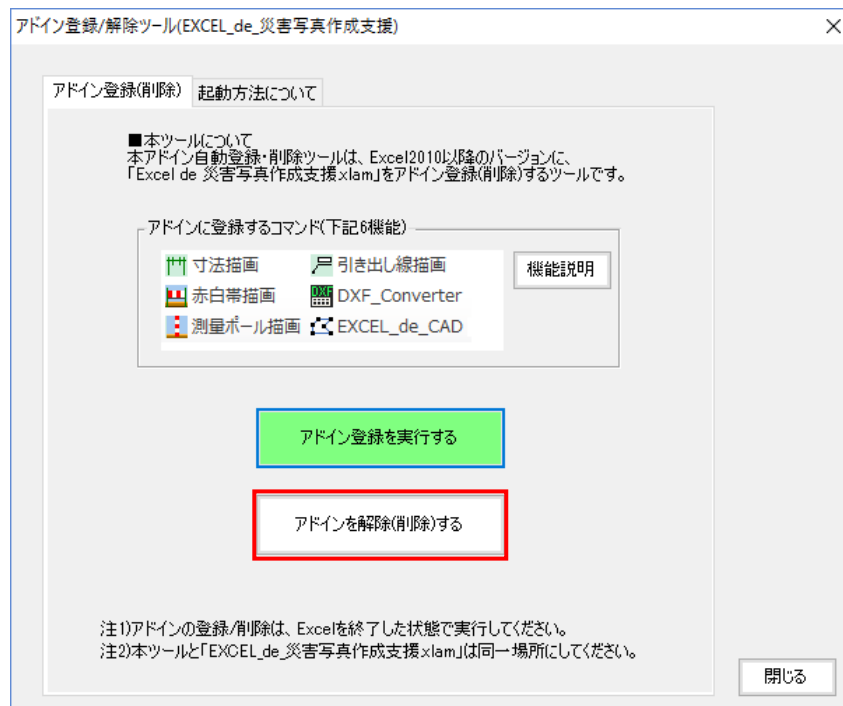 アドイン登録/解除ツール(EXCEL_de_災害写真作成支援)
アドイン登録(削除)
起動方法について
■本ツールについて
本アドイン自動登録・削除ツールは、Excel2010以降のバージョンに、
「Excel de 災害写真作成支援.xlam」をアドイン登録(削除)するツールです。
アドインに登録するコマンド(下記6機能)
寸法描画
引き出し線描画
機能説明
赤白帯描画
DXF_Converter
測量ポール描画
EXCEL_de_CAD
アドイン登録を実行する
アドインを解除(削除)する
注1)アドインの登録/削除は、Excelを終了した状態で実行してください。
注2)本ツールと「EXCEL_de_災害写真作成支援.xlam」は同一場所にしてください。
閉じる